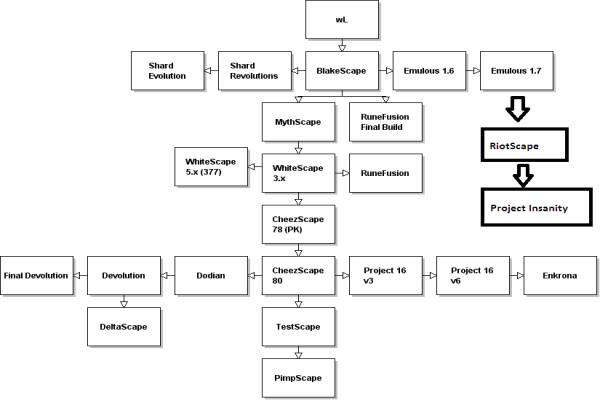 wL
Shard
Evolution
Shard
Revolutions
BlakeScape
Emulous 1.6
Emulous 1.7
MythScape
RuneFusion
Final Build
RiotScape
WhiteScape
5.x (377)
WhiteScape
3.x
RuneFusion
Project Insanity
CheezScape
78 (PK)
Final Devolution
Devolution
Dodian
CheezScape
80
Project 16
v3
Project 16
v6
Enkrona
DeltaScape
TestScape
PimpScape